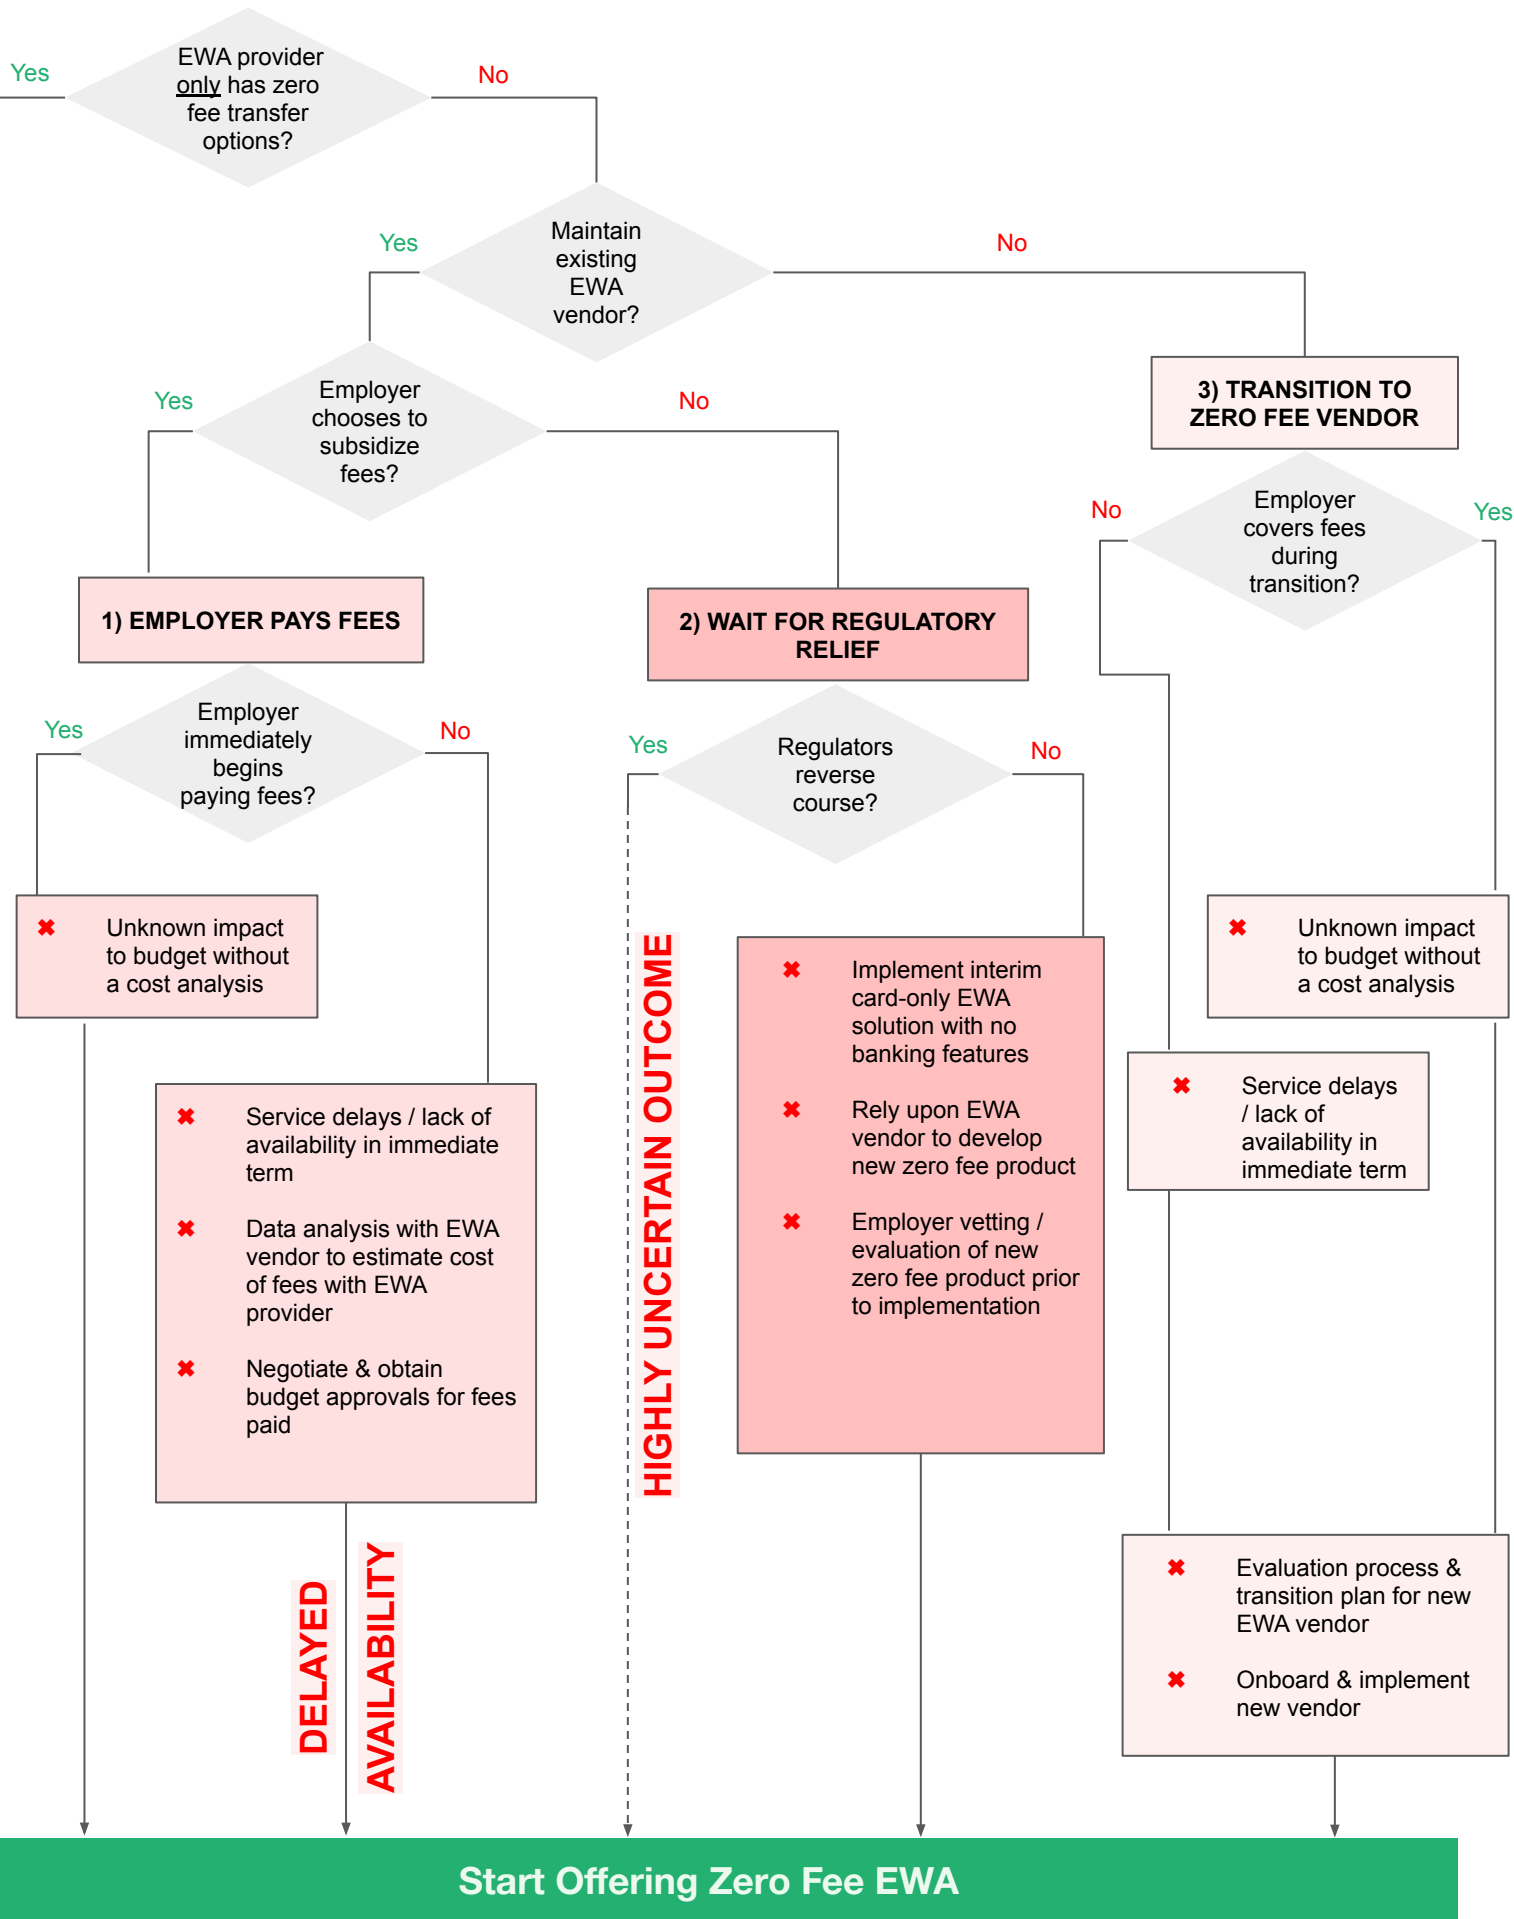 EWA provider
only has zero
fee transfer
options?
Yes
No
Maintain
existing
EWA
vendor?
Yes
No
Employer
chooses to
subsidize
fees?
Yes
No
3) TRANSITION TO
ZERO FEE VENDOR
Employer
covers fees
during
transition?
No
Yes
1) EMPLOYER PAYS FEES
2) WAIT FOR REGULATORY
RELIEF
Employer
immediately
begins
paying fees?
Yes
No
Regulators
reverse
course?
Yes
No
✖ Unknown impact
to budget without
a cost analysis
✖ Service delays / lack of
availability in immediate
term
✖ Data analysis with EWA
vendor to estimate cost
of fees with EWA
provider
✖ Negotiate & obtain
budget approvals for fees
paid
DELAYED
AVAILABILITY
HIGHLY UNCERTAIN OUTCOME
✖ Implement interim
card-only EWA
solution with no
banking features
✖ Rely upon EWA
vendor to develop
new zero fee product
✖ Employer vetting /
evaluation of new
zero fee product prior
to implementation
✖ Unknown impact
to budget without
a cost analysis
✖ Service delays
/ lack of
availability in
immediate term
✖ Evaluation process &
transition plan for new
EWA vendor
✖ Onboard & implement
new vendor
Start Offering Zero Fee EWA